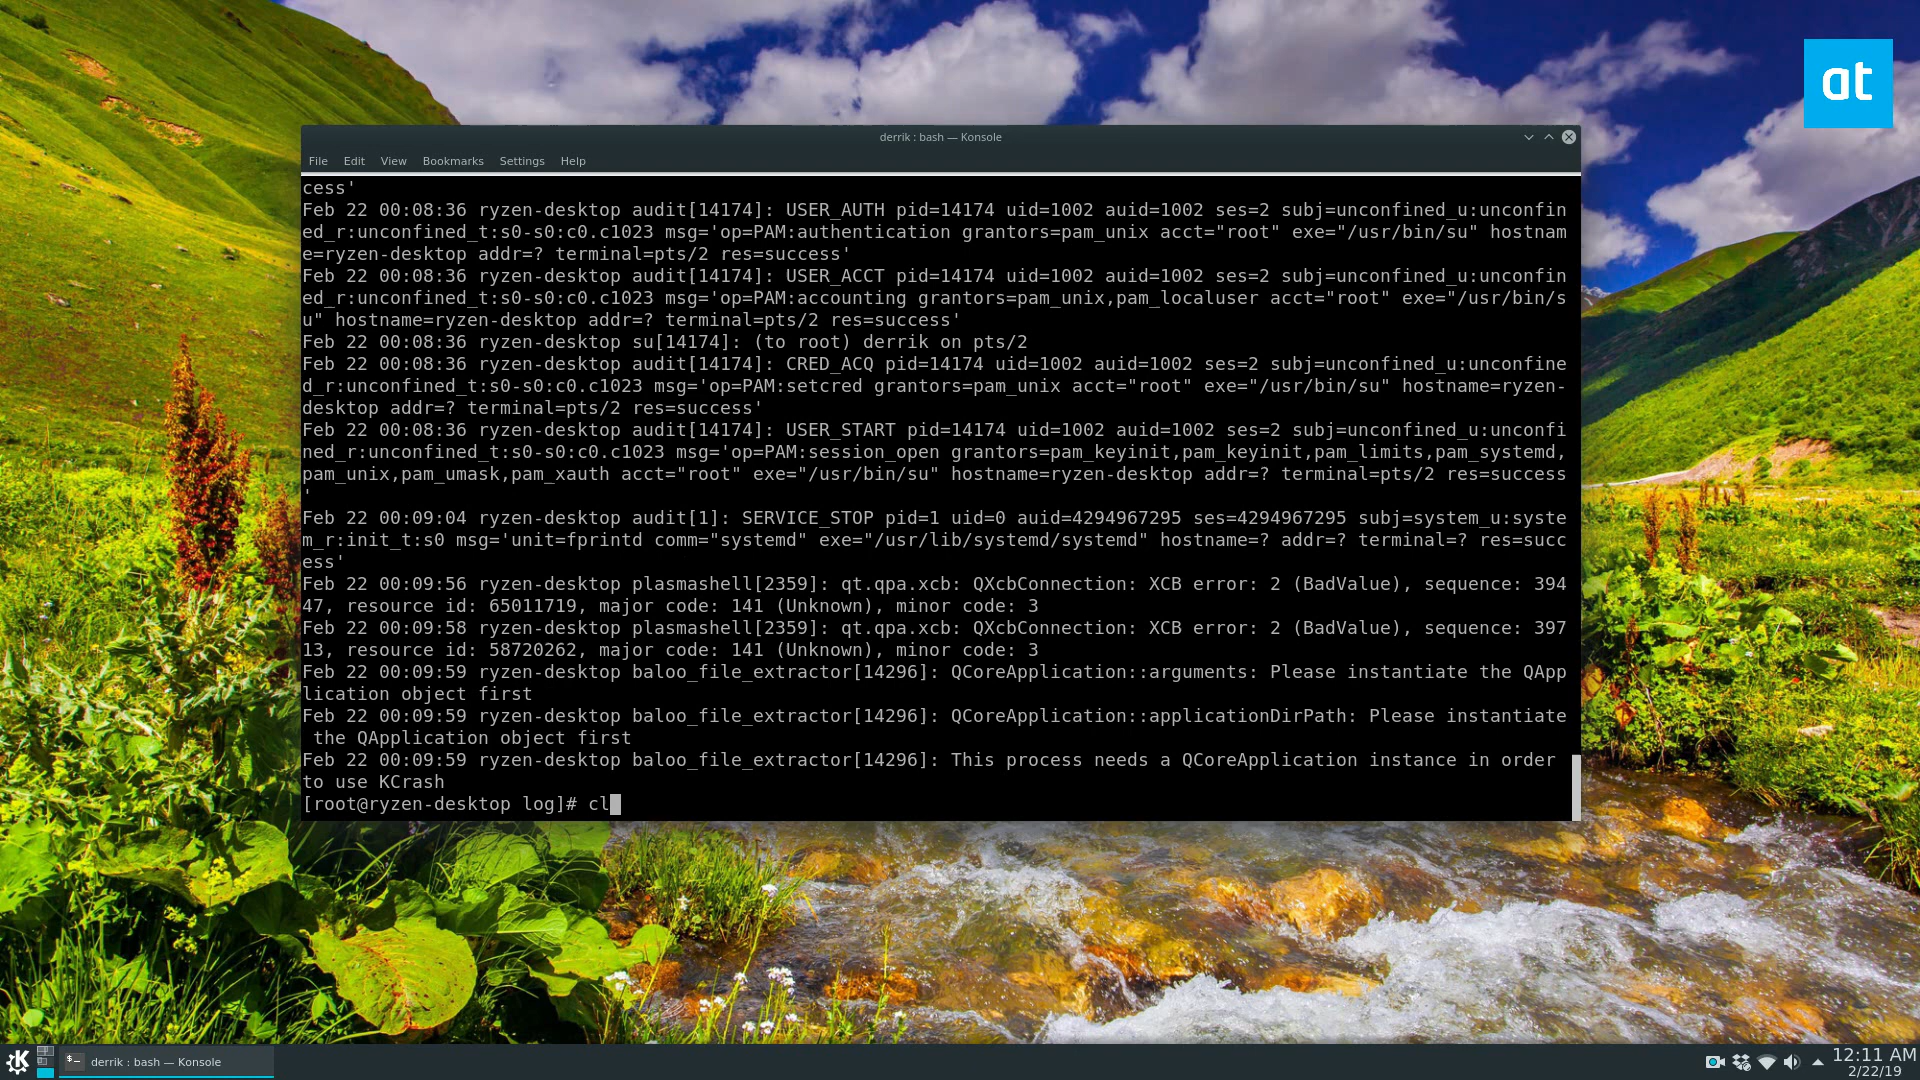 at
derrik : bash — Konsole
File Edit View Bookmarks Settings Help
cess'
Feb 22 00:08:36 ryzen-desktop audit[14174]: USER_AUTH pid=14174 uid=1002 auid=1002 ses=2 subj=unconfined_u:unconfin
ed_r:unconfined_t:s0-s0:c0.c1023 msg='op=PAM:authentication grantors=pam_unix acct="root" exe="/usr/bin/su" hostnam
e=ryzen-desktop addr=? terminal=pts/2 res=success'
Feb 22 00:08:36 ryzen-desktop audit[14174]: USER_ACCT pid=14174 uid=1002 auid=1002 ses=2 subj=unconfined_u:unconfin
ed_r:unconfined_t:s0-s0:c0.c1023 msg='op=PAM:accounting grantors=pam_unix,pam_localuser acct="root" exe="/usr/bin/s
u" hostname=ryzen-desktop addr=? terminal=pts/2 res=success'
Feb 22 00:08:36 ryzen-desktop su[14174]: (to root) derrik on pts/2
Feb 22 00:08:36 ryzen-desktop audit[14174]: CRED_ACQ pid=14174 uid=1002 auid=1002 ses=2 subj=unconfined_u:unconfine
d_r:unconfined_t:s0-s0:c0.c1023 msg='op=PAM:setcred grantors=pam_unix acct="root" exe="/usr/bin/su" hostname=ryzen-
desktop addr=? terminal=pts/2 res=success'
Feb 22 00:08:36 ryzen-desktop audit[14174]: USER_START pid=14174 uid=1002 auid=1002 ses=2 subj=unconfined_u:unconfi
ned_r:unconfined_t:s0-s0:c0.c1023 msg='op=PAM:session_open grantors=pam_keyinit,pam_keyinit,pam_limits,pam_systemd,
pam_unix,pam_umask,pam_xauth acct="root" exe="/usr/bin/su" hostname=ryzen-desktop addr=? terminal=pts/2 res=success
'
Feb 22 00:09:04 ryzen-desktop audit[1]: SERVICE_STOP pid=1 uid=0 auid=4294967295 ses=4294967295 subj=system_u:syste
m_r:init_t:s0 msg='unit=fprintd comm="systemd" exe="/usr/lib/systemd/systemd" hostname=? addr=? terminal=? res=succ
ess'
Feb 22 00:09:56 ryzen-desktop plasmashell[2359]: qt.qpa.xcb: QXcbConnection: XCB error: 2 (BadValue), sequence: 394
47, resource id: 65011719, major code: 141 (Unknown), minor code: 3
Feb 22 00:09:58 ryzen-desktop plasmashell[2359]: qt.qpa.xcb: QXcbConnection: XCB error: 2 (BadValue), sequence: 397
13, resource id: 58720262, major code: 141 (Unknown), minor code: 3
Feb 22 00:09:59 ryzen-desktop baloo_file_extractor[14296]: QCoreApplication::arguments: Please instantiate the QApp
lication object first
Feb 22 00:09:59 ryzen-desktop baloo_file_extractor[14296]: QCoreApplication::applicationDirPath: Please instantiate
 the QApplication object first
Feb 22 00:09:59 ryzen-desktop baloo_file_extractor[14296]: This process needs a QCoreApplication instance in order
to use KCrash
[root@ryzen-desktop log]# cl
derrik : bash — Konsole
12:11 AM
2/22/19